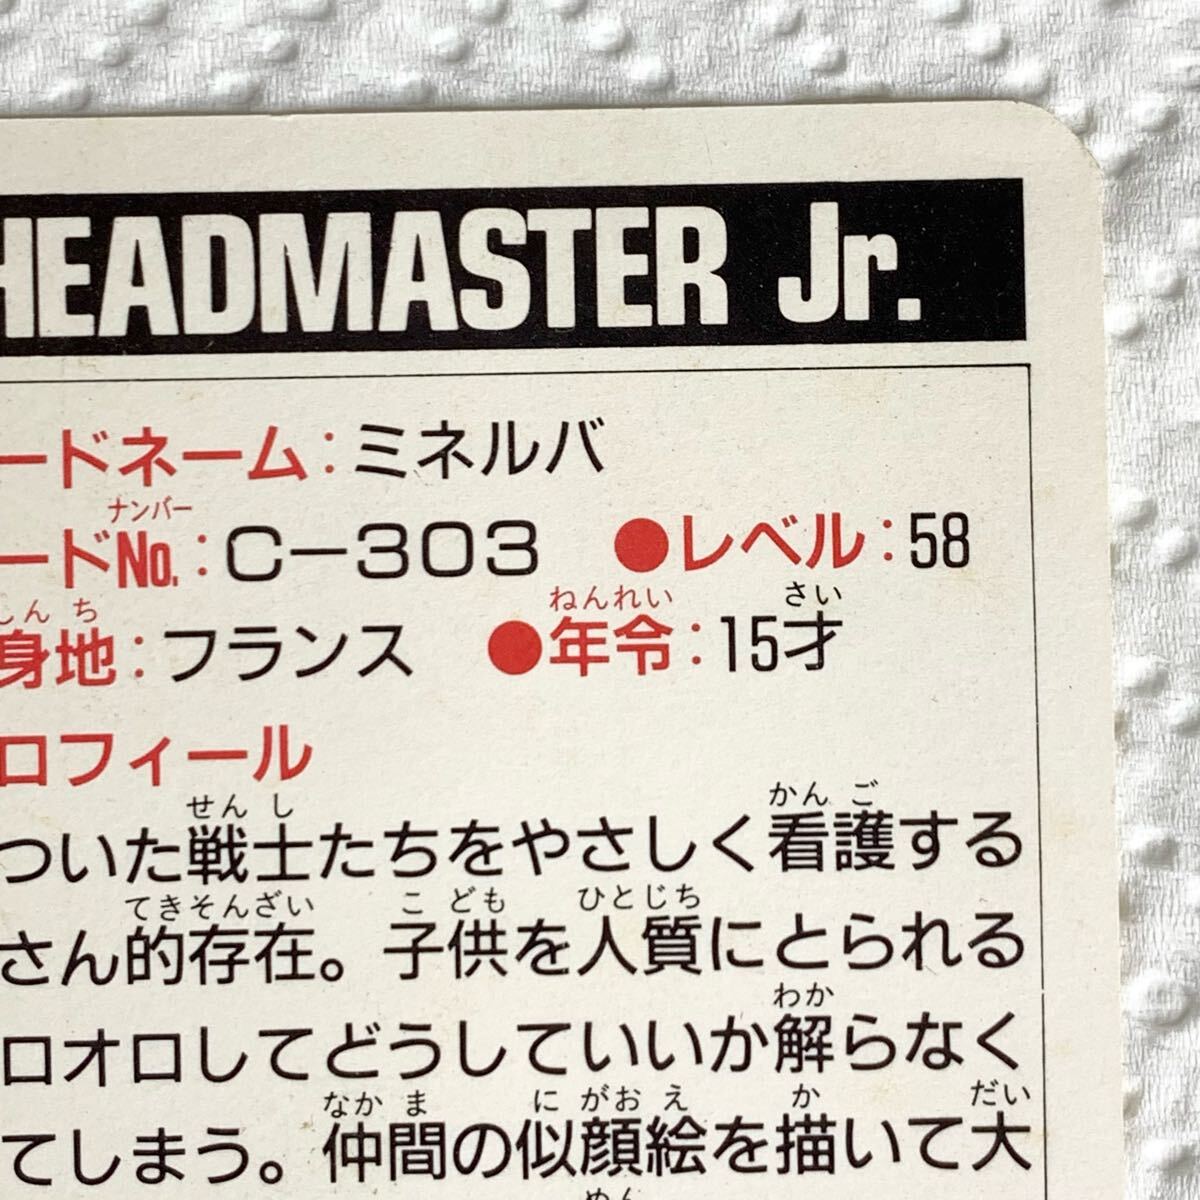 HEADMASTER Jr.
ードネーム：ミネルバ
ナンバー
ードNo.：C－303 ●レベル：58
しんち ねんれい さい
身地：フランス ●年令：15才
ロフィール
せんし かんご
ついた戦士たちをやさしく看護する
てきそんざい こども ひとじち
さん的存在。子供を人質にとられる
わか
ロオロしてどうしていいか解らなく
なかま にがおえ か だい
てしまう。仲間の似顔絵を描いて大
めん